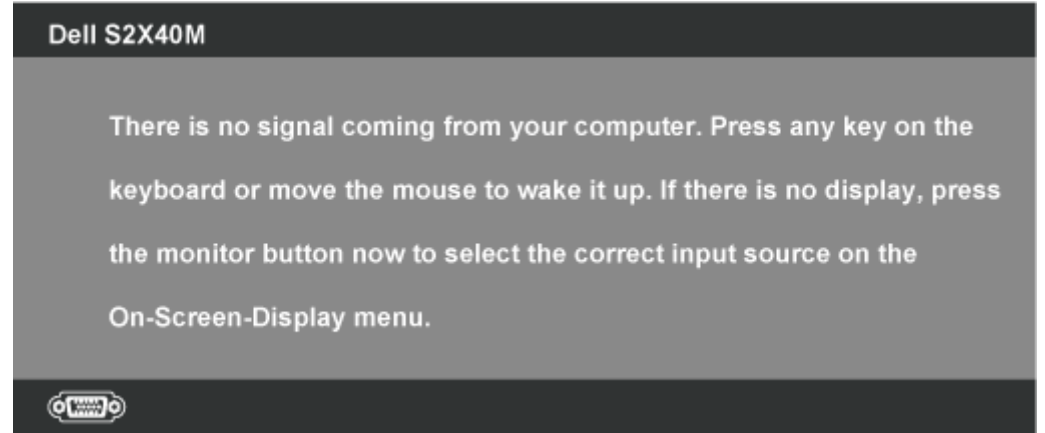 Dell S2X40M
There is no signal coming from your computer. Press any key on the
keyboard or move the mouse to wake it up. If there is no display, press
the monitor button now to select the correct input source on the
On-Screen-Display menu.